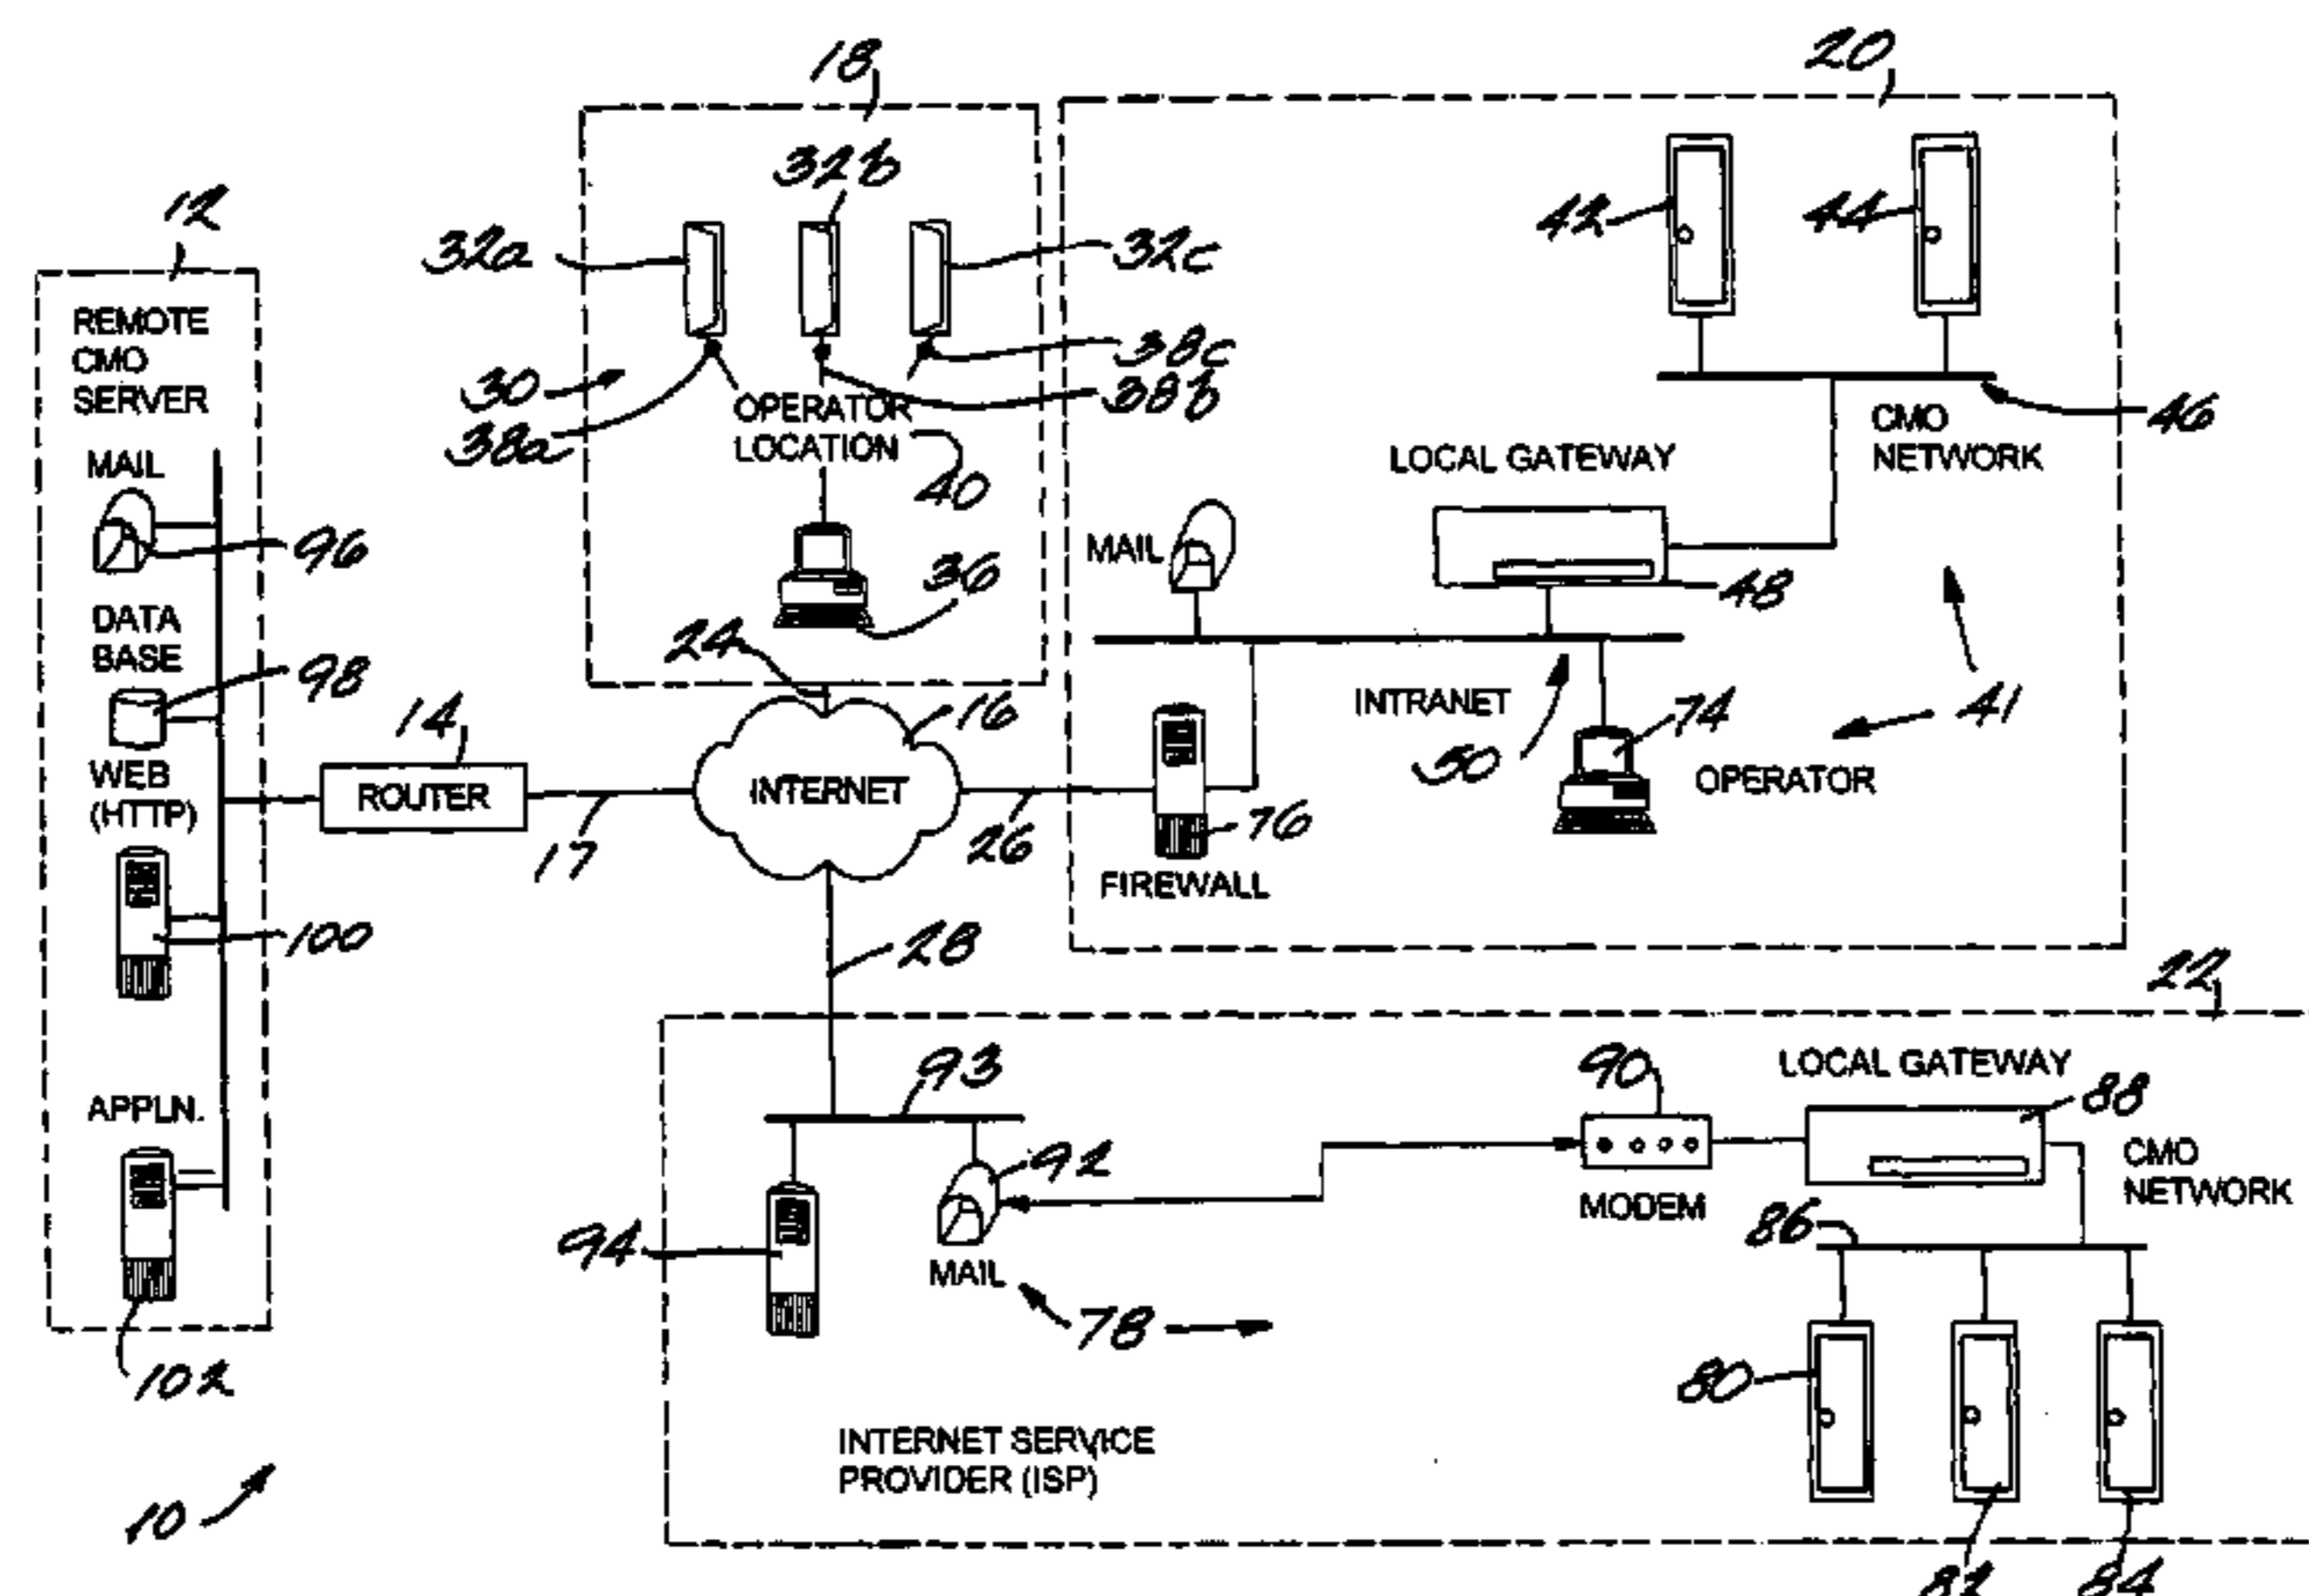 18
20
12
32b
42
44
32a
32c
REMOTE
CMO
SERVER
38c
30
38b
OPERATOR
LOCATION
38a
40
CMO
NETWORK
46
LOCAL GATEWAY
MAIL
96
MAIL
36
48
DATA
BASE
98
24
16
INTRANET
50
74
41
14
WEB
(HTTP)
ROUTER
INTERNET
OPERATOR
17
26
76
FIREWALL
100
28
22
93
90
LOCAL GATEWAY
88
APPLN.
92
MODEM
CMO
NETWORK
86
94
MAIL
78
80
102
INTERNET SERVICE
PROVIDER (ISP)
10
82
84